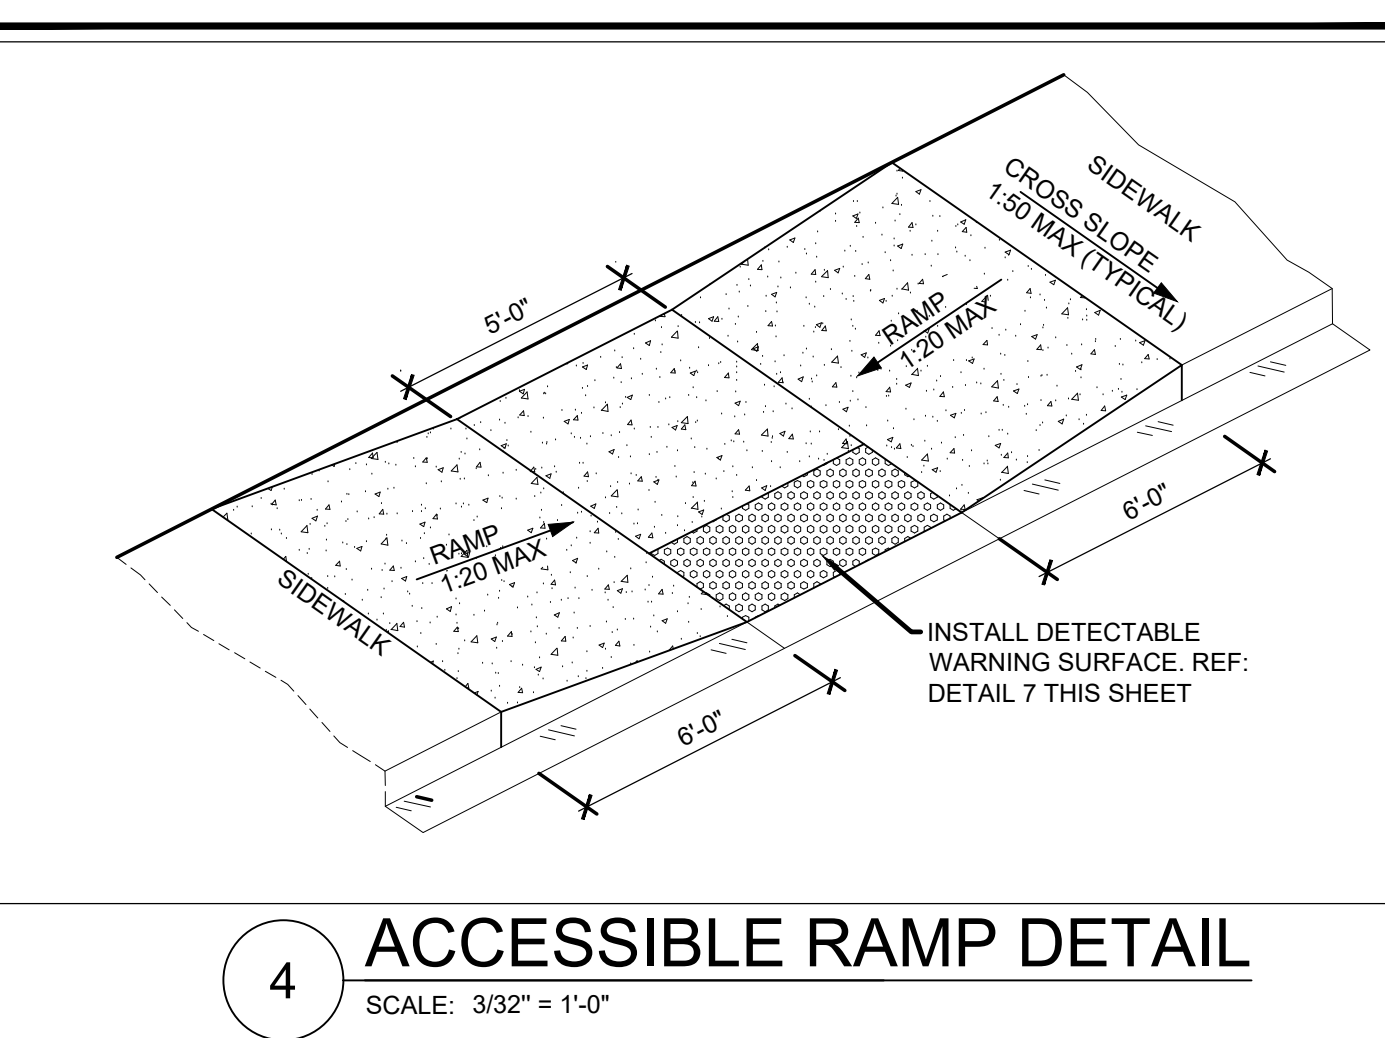 SIDEWALK
CROSS SLOPE
1:50 MAX (TYPICAL)
5'-0"
RAMP
1:20 MAX
6'-0"
RAMP
1:20 MAX
SIDEWALK
INSTALL DETECTABLE
WARNING SURFACE. REF:
DETAIL 7 THIS SHEET
6'-0"
4
ACCESSIBLE RAMP DETAIL
SCALE: 3/32" = 1'-0"